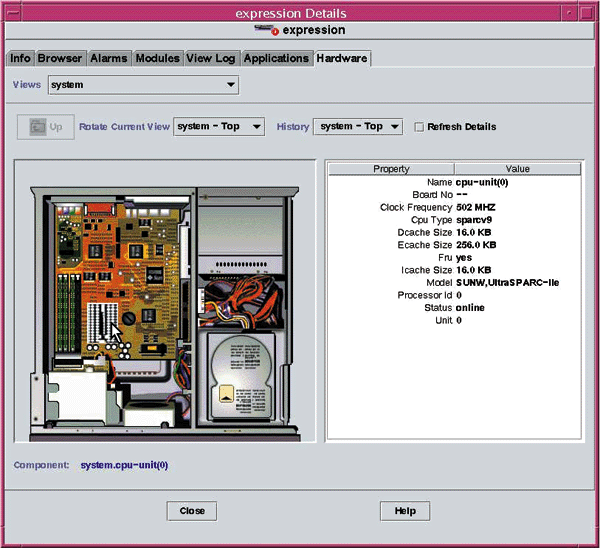 expression Details
expression
Info Browser Alarms Modules View Log Applications Hardware
Views system
Up Rotate Current View system - Top History system - Top Refresh Details
Property Value
Name cpu-unit(0)
Board No --
Clock Frequency 502 MHZ
Cpu Type sparcv9
Dcache Size 16.0 KB
Ecache Size 256.0 KB
Fru yes
Icache Size 16.0 KB
Model SUNW,UltraSPARC-IIe
Processor Id 0
Status online
Unit 0
Component: system.cpu-unit(0)
Close Help